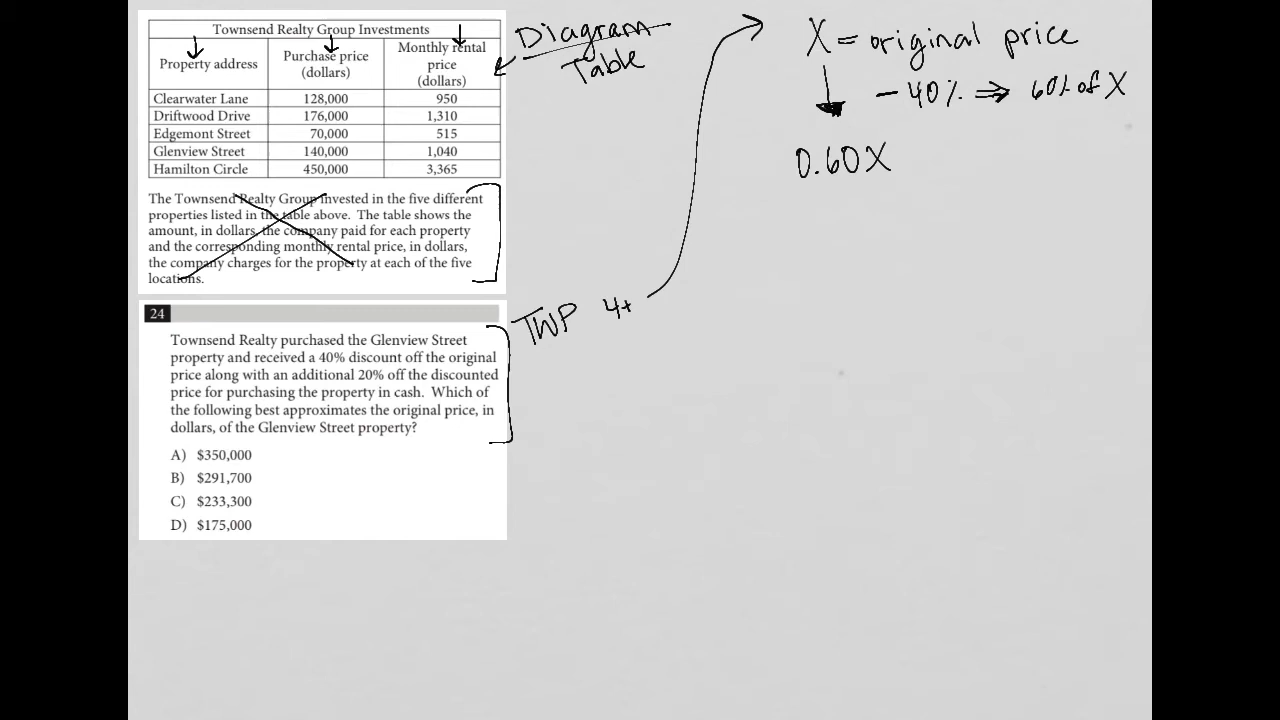 Townsend Realty Group Investments
Property address Purchase price (dollars) Monthly rental price (dollars)
Clearwater Lane 128,000 950
Driftwood Drive 176,000 1,310
Edgemont Street 70,000 515
Glenview Street 140,000 1,040
Hamilton Circle 450,000 3,365
The Townsend Realty Group invested in the five different
properties listed in the table above. The table shows the
amount, in dollars, the company paid for each property
and the corresponding monthly rental price, in dollars,
the company charges for the property at each of the five
locations.
24
Townsend Realty purchased the Glenview Street
property and received a 40% discount off the original
price along with an additional 20% off the discounted
price for purchasing the property in cash. Which of
the following best approximates the original price, in
dollars, of the Glenview Street property?
A) $350,000
B) $291,700
C) $233,300
D) $175,000
Diagram
Table
TWP 4+
X = original price
- 40% ⇒ 60% of X
0.60X